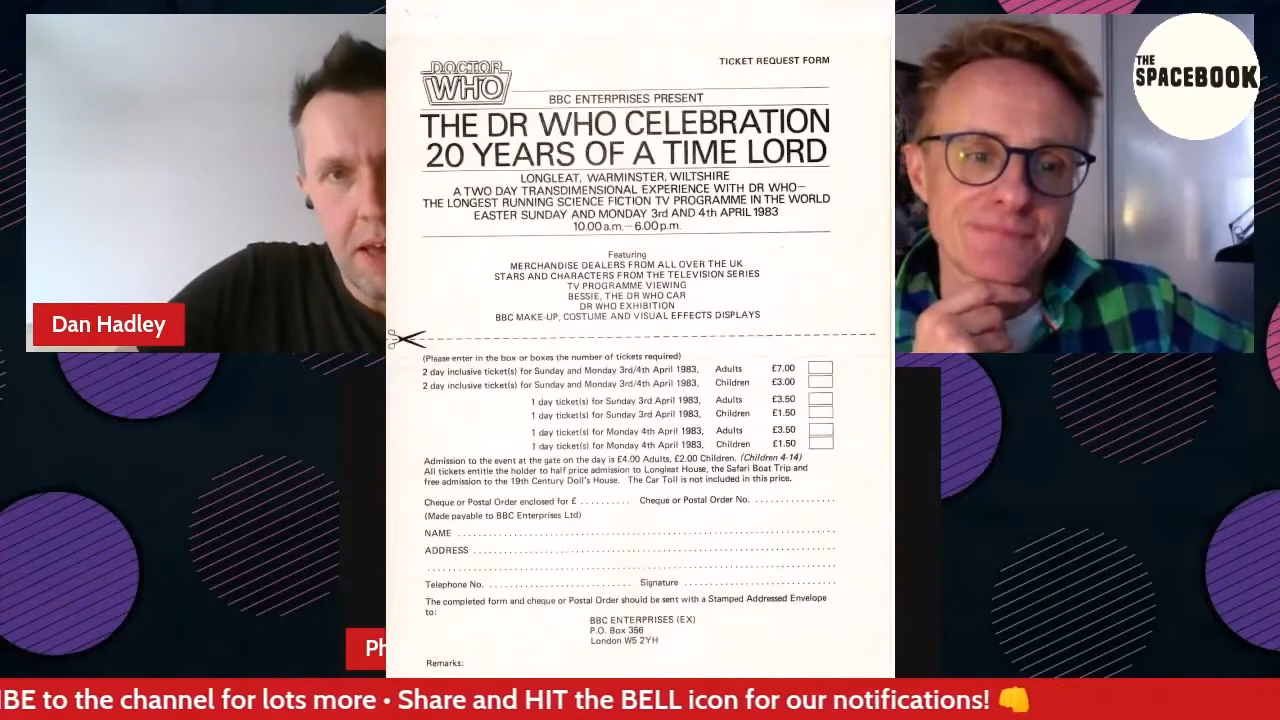 THE
SPACEBOOK
Dan Hadley
DOCTOR
WHO
TICKET REQUEST FORM
BBC ENTERPRISES PRESENT
THE DR WHO CELEBRATION
20 YEARS OF A TIME LORD
LONGLEAT, WARMINSTER, WILTSHIRE
A TWO DAY TRANSDIMENSIONAL EXPERIENCE WITH DR WHO—
THE LONGEST RUNNING SCIENCE FICTION TV PROGRAMME IN THE WORLD
EASTER SUNDAY AND MONDAY 3rd AND 4th APRIL 1983
10.00 a.m. – 6.00 p.m.
Featuring
MERCHANDISE DEALERS FROM ALL OVER THE UK
STARS AND CHARACTERS FROM THE TELEVISION SERIES
TV PROGRAMME VIEWING
BESSIE, THE DR WHO CAR
DR WHO EXHIBITION
BBC MAKE-UP, COSTUME AND VISUAL EFFECTS DISPLAYS
(Please enter in the box or boxes the number of tickets required)
2 day inclusive ticket(s) for Sunday and Monday 3rd/4th April 1983, Adults £7.00
2 day inclusive ticket(s) for Sunday and Monday 3rd/4th April 1983, Children £3.00
1 day ticket(s) for Sunday 3rd April 1983, Adults £3.50
1 day ticket(s) for Sunday 3rd April 1983, Children £1.50
1 day ticket(s) for Monday 4th April 1983, Adults £3.50
1 day ticket(s) for Monday 4th April 1983, Children £1.50
Admission to the event at the gate on the day is £4.00 Adults, £2.00 Children. (Children 4-14)
All tickets entitle the holder to half price admission to Longleat House, the Safari Boat Trip and
free admission to the 19th Century Doll's House. The Car Toll is not included in this price.
Cheque or Postal Order enclosed for £ .......... Cheque or Postal Order No. ................
(Made payable to BBC Enterprises Ltd)
NAME
ADDRESS
Telephone No. Signature
The completed form and cheque or Postal Order should be sent with a Stamped Addressed Envelope
to:
BBC ENTERPRISES (EX)
P.O. Box 356
London W5 2YH
Remarks:
Ph
IBE to the channel for lots more • Share and HIT the BELL icon for our notifications! 👊